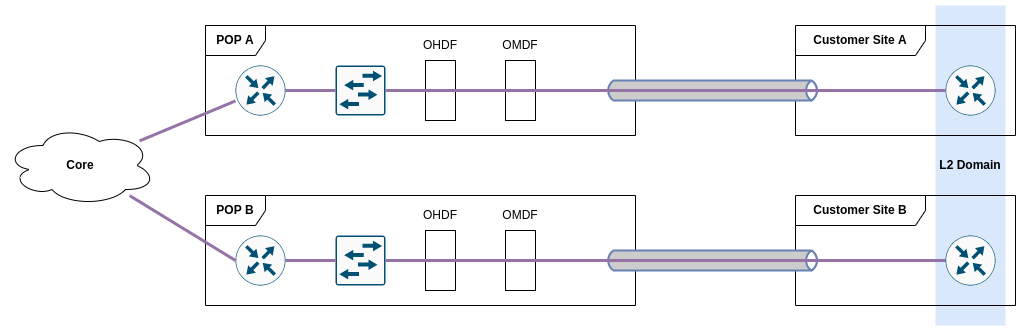 POP A
OHDF
OMDF
Customer Site A
Core
L2 Domain
POP B
OHDF
OMDF
Customer Site B